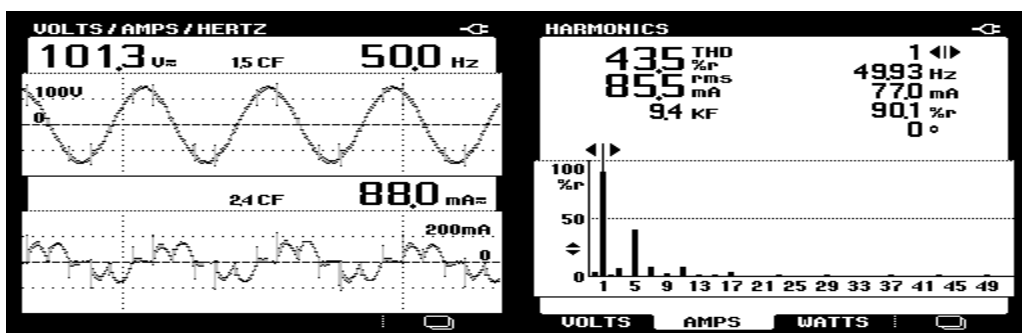 VOLTS / AMPS / HERTZ
101,3 V≂ 1,5 CF 50,0 Hz
100V
0
2,4 CF 88,0 mA≂
200mA
0
HARMONICS
43,5 THD %r
85,5 rms mA
9,4 KF
1
49,93 Hz
77,0 mA
90,1 %r
0 °
100
%r
50
0
1 5 9 13 17 21 25 29 33 37 41 45 49
VOLTS AMPS WATTS